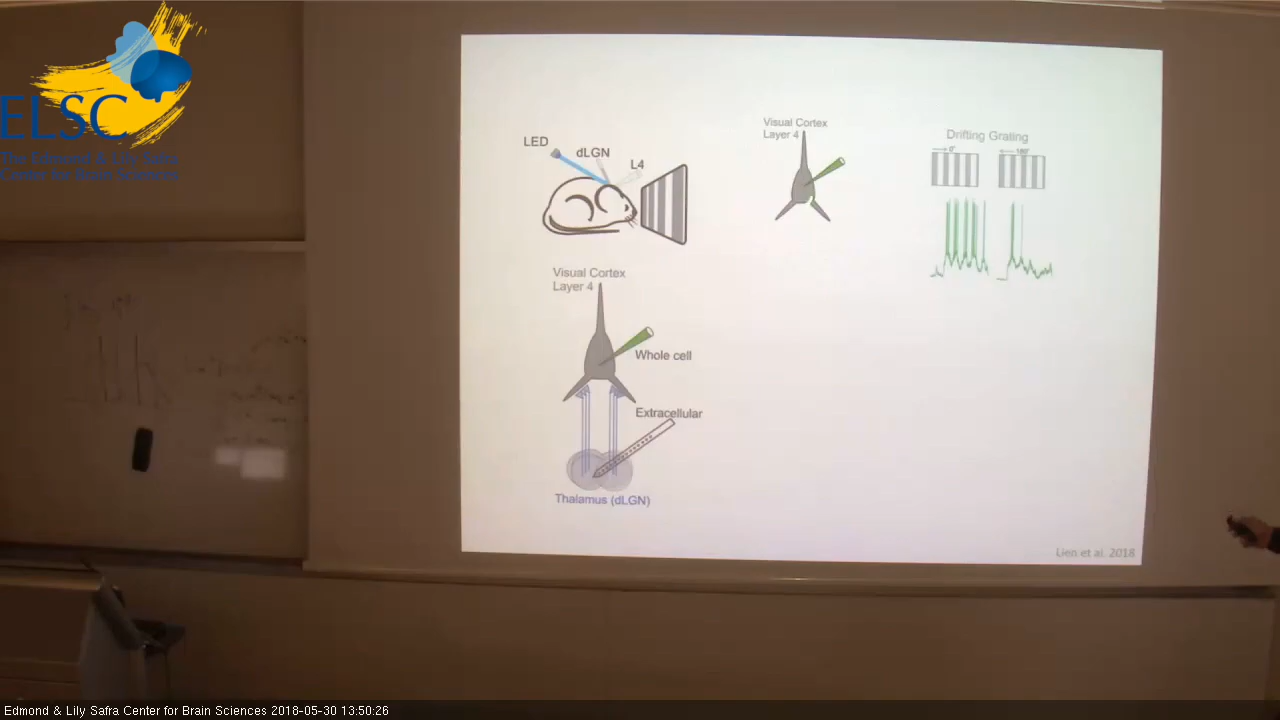 ELSC
The Edmond & Lily Safra
Center for Brain Sciences
LED
dLGN
L4
Visual Cortex
Layer 4
Drifting Grating
0°
180°
Visual Cortex
Layer 4
Whole cell
Extracellular
Thalamus (dLGN)
Lien et al. 2018
Edmond & Lily Safra Center for Brain Sciences 2018-05-30 13:50:26